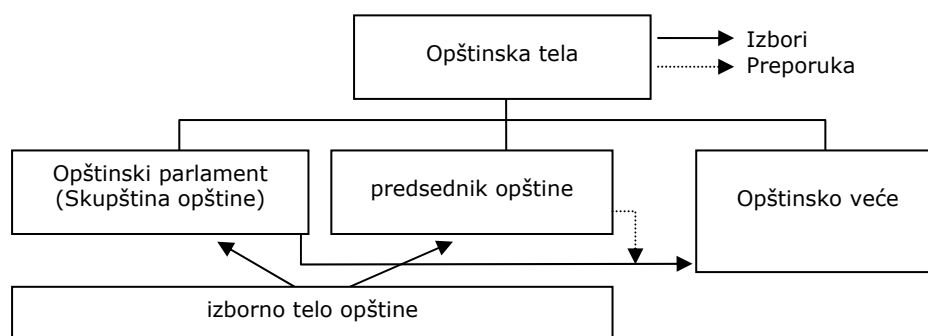 Opštinska tela
Izbori
Preporuka
Opštinski parlament
(Skupština opštine)
predsednik opštine
Opštinsko veće
izborno telo opštine